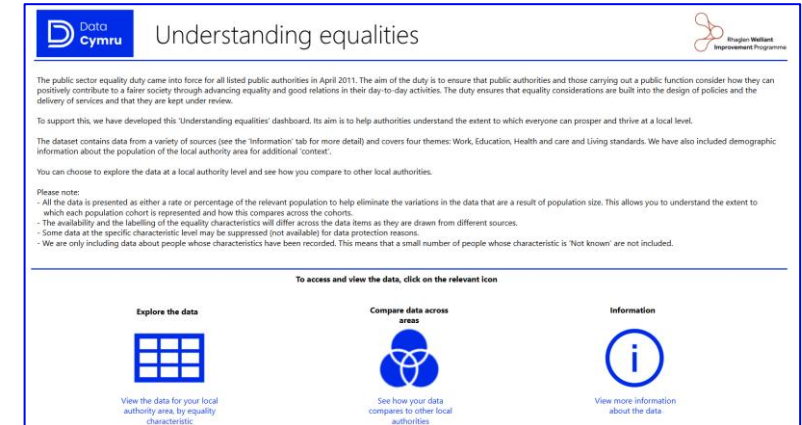 Data
Cymru
Understanding equalities
Rhaglen Wellant
Improvement Programme
The public sector equality duty came into force for all listed public authorities in April 2011. The aim of the duty is to ensure that public authorities and those carrying out a public function consider how they can
positively contribute to a fairer society through advancing equality and good relations in their day-to-day activities. The duty ensures that equality considerations are built into the design of policies and the
delivery of services and that they are kept under review.
To support this, we have developed this 'Understanding equalities' dashboard. Its aim is to help authorities understand the extent to which everyone can prosper and thrive at a local level.
The dataset contains data from a variety of sources (see the 'Information' tab for more detail) and covers four themes: Work, Education, Health and care and Living standards. We have also included demographic
information about the population of the local authority area for additional 'context'.
You can choose to explore the data at a local authority level and see how you compare to other local authorities.
Please note:
- All the data is presented as either a rate or percentage of the relevant population to help eliminate the variations in the data that are a result of population size. This allows you to understand the extent to
which each population cohort is represented and how this compares across the cohorts.
- The availability and the labelling of the equality characteristics will differ across the data items as they are drawn from different sources.
- Some data at the specific characteristic level may be suppressed (not available) for data protection reasons.
- We are only including data about people whose characteristics have been recorded. This means that a small number of people whose characteristic is 'Not known' are not included.
To access and view the data, click on the relevant icon
Explore the data
View the data for your local
authority area, by equality
characteristic
Compare data across
areas
See how your data
compares to other local
authorities
Information
i
View more information
about the data